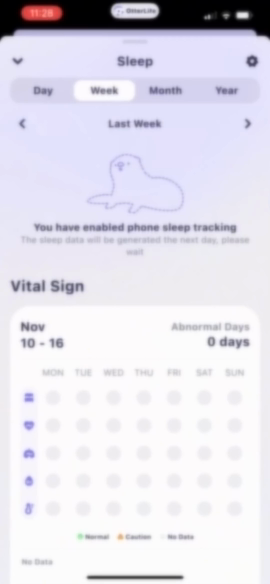 11:28
OtterLife
Sleep
Day Week Month Year
Last Week
You have enabled phone sleep tracking
The sleep data will be generated the next day, please
wait
Vital Sign
Nov Abnormal Days
10 - 16 0 days
MON TUE WED THU FRI SAT SUN
Normal Caution No Data
No Data